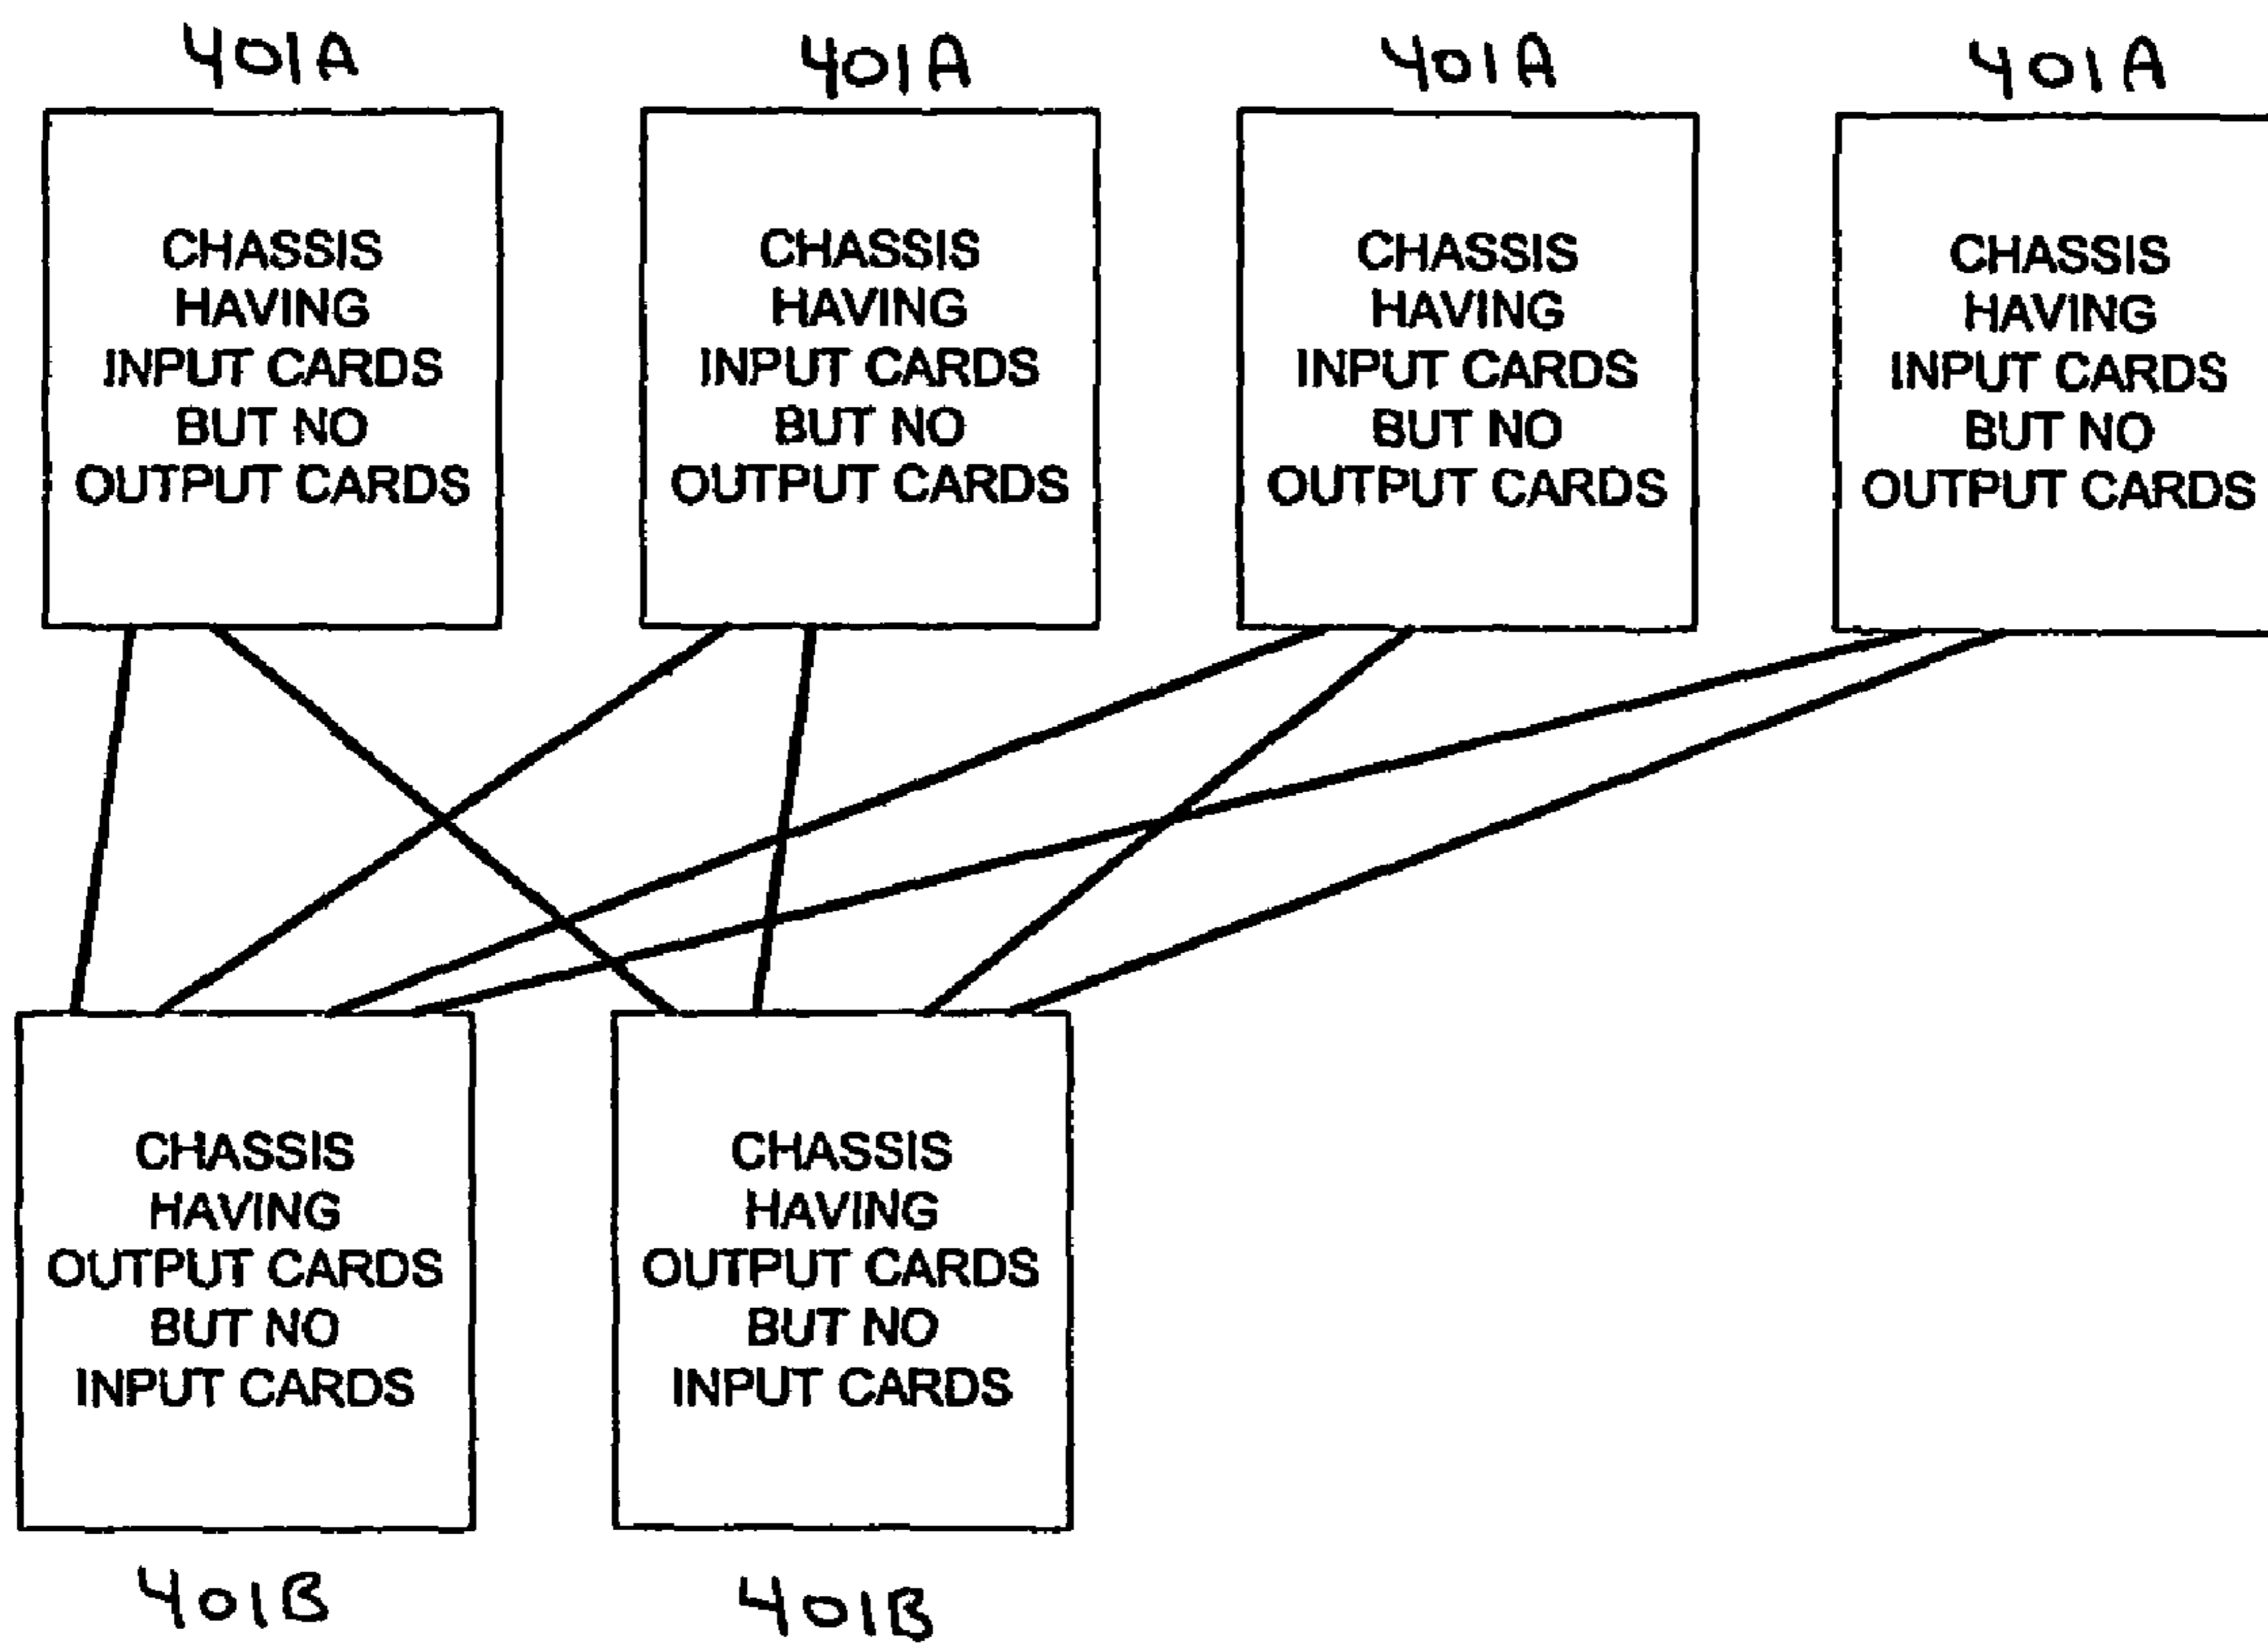 401A
401A
401A
401A
CHASSIS
HAVING
INPUT CARDS
BUT NO
OUTPUT CARDS
CHASSIS
HAVING
INPUT CARDS
BUT NO
OUTPUT CARDS
CHASSIS
HAVING
INPUT CARDS
BUT NO
OUTPUT CARDS
CHASSIS
HAVING
INPUT CARDS
BUT NO
OUTPUT CARDS
CHASSIS
HAVING
OUTPUT CARDS
BUT NO
INPUT CARDS
CHASSIS
HAVING
OUTPUT CARDS
BUT NO
INPUT CARDS
401B
401B